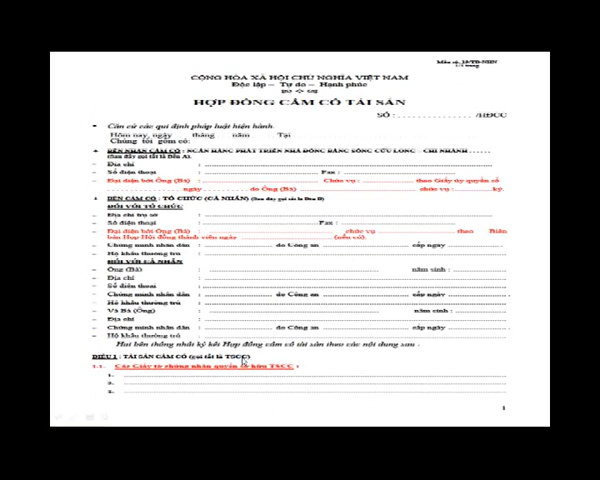 Mẫu số 18/TD-NHN
1/3 trang
CỘNG HÒA XÃ HỘI CHỦ NGHĨA VIỆT NAM
Độc lập – Tự do – Hạnh phúc
HỢP ĐỒNG CẦM CỐ TÀI SẢN
SỐ : . . . . . . . . . . . . . . /HĐCC
Căn cứ các qui định pháp luật hiện hành.
Hôm nay, ngày tháng năm Tại
Chúng tôi gồm có:
BÊN NHẬN CẦM CỐ : NGÂN HÀNG PHÁT TRIỂN NHÀ ĐỒNG BẰNG SÔNG CỬU LONG – CHI NHÁNH . . . . . .
(Sau đây gọi tắt là Bên A).
– Địa chỉ :
– Số điện thoại : Fax :
– Đại diện bởi Ông (Bà) : Chức vụ : theo Giấy ủy quyền số
ngày do Ông (Bà) chức vụ : ký.
BÊN CẦM CỐ : TỔ CHỨC (CÁ NHÂN) (Sau đây gọi tắt là Bên B)
ĐỐI VỚI TỔ CHỨC
– Địa chỉ trụ sở :
– Số điện thoại : Fax :
– Đại diện bởi Ông (Bà) : chức vụ theo Biên
bản Họp Hội đồng thành viên ngày (nếu có).
– Chứng minh nhân dân : do Công an cấp ngày
– Hộ khẩu thường trú :
ĐỐI VỚI CÁ NHÂN
– Ông (Bà) : năm sinh :
– Địa chỉ :
– Số điện thoại :
– Chứng minh nhân dân : do Công an cấp ngày
– Hộ khẩu thường trú :
– Và Bà (Ông) : năm sinh :
– Địa chỉ :
– Chứng minh nhân dân : do Công an cấp ngày
– Hộ khẩu thường trú :
Hai bên thống nhất ký kết Hợp đồng cầm cố tài sản theo các nội dung sau :
ĐIỀU 1 : TÀI SẢN CẦM CỐ (gọi tắt là TSCC)
1.1. Các Giấy tờ chứng nhận quyền sở hữu TSCC :
1.
2.
1